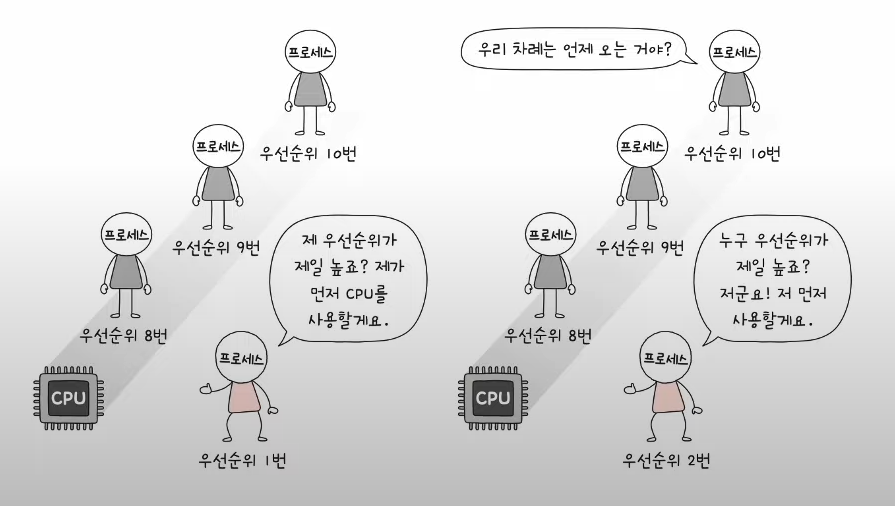 프로세스
우선순위 10번
프로세스
우선순위 9번
프로세스
우선순위 8번
CPU
제 우선순위가
제일 높죠? 제가
먼저 CPU를
사용할게요.
프로세스
우선순위 1번
우리 차례는 언제 오는 거야?
프로세스
우선순위 10번
프로세스
우선순위 9번
프로세스
우선순위 8번
CPU
누구 우선순위가
제일 높죠?
저군요! 저 먼저
사용할게요.
프로세스
우선순위 2번